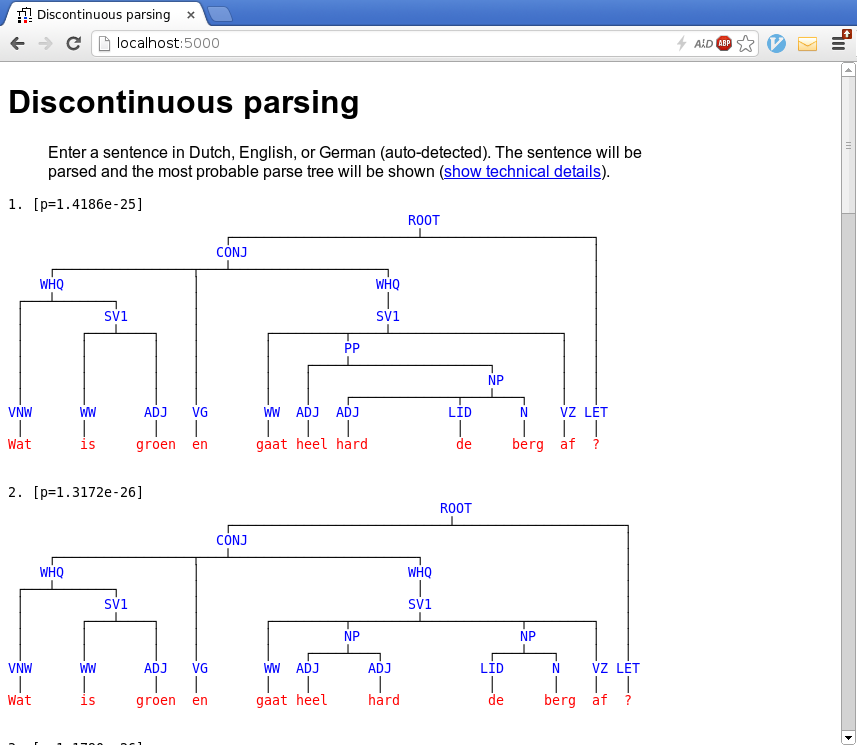 Discontinuous parsing
localhost:5000
ABP
Discontinuous parsing
Enter a sentence in Dutch, English, or German (auto-detected). The sentence will be
parsed and the most probable parse tree will be shown (show technical details).
1. [p=1.4186e-25]
ROOT
CONJ
WHQ WHQ
SV1 SV1
PP
NP
VNW WW ADJ VG WW ADJ ADJ LID N VZ LET
Wat is groen en gaat heel hard de berg af ?
2. [p=1.3172e-26]
ROOT
CONJ
WHQ WHQ
SV1 SV1
NP NP
VNW WW ADJ VG WW ADJ ADJ LID N VZ LET
Wat is groen en gaat heel hard de berg af ?